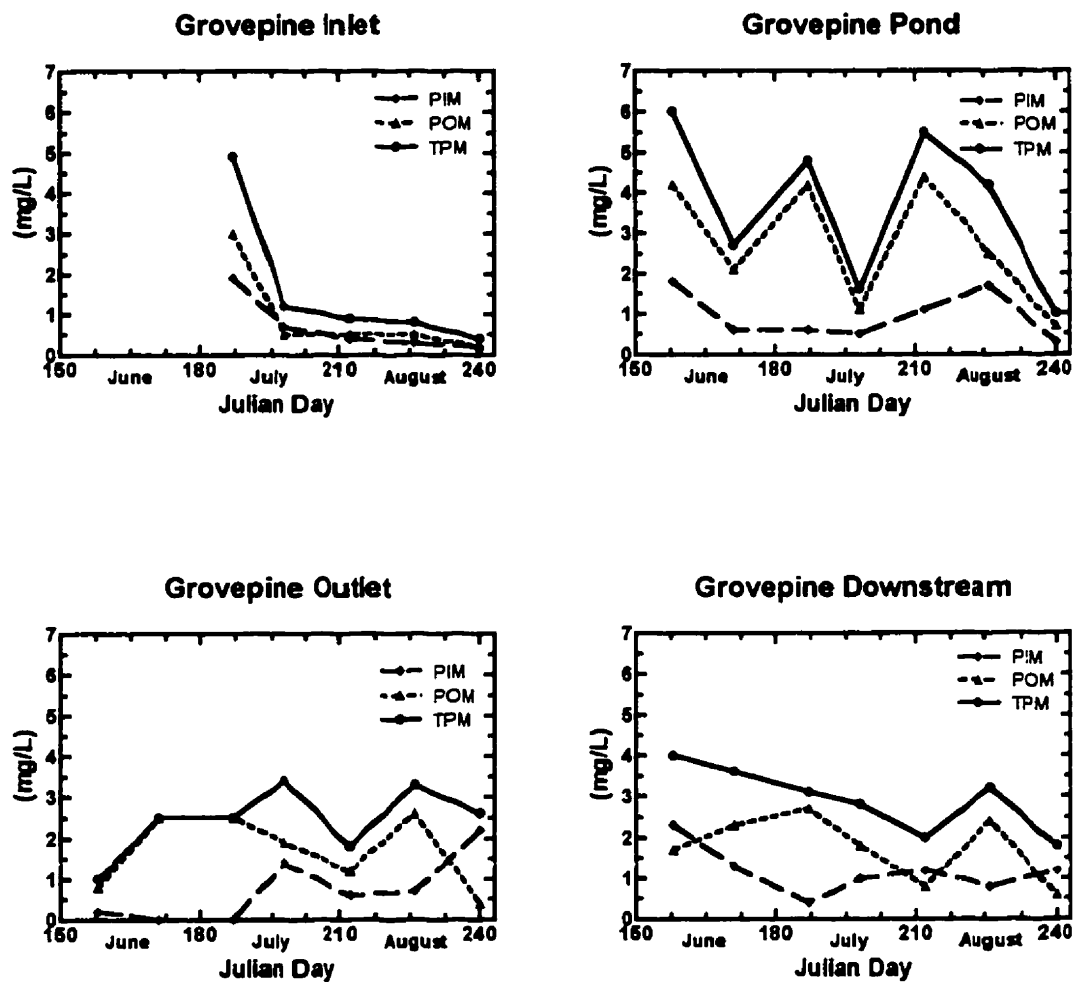 Grovepine Inlet
7
6
5
4
3
2
1
0
(mg/L)
PIM
POM
TPM
150 180 210 240
June July August
Julian Day
Grovepine Pond
7
6
5
4
3
2
1
0
(mg/L)
PIM
POM
TPM
150 180 210 240
June July August
Julian Day
Grovepine Outlet
7
6
5
4
3
2
1
0
(mg/L)
PIM
POM
TPM
150 180 210 240
June July August
Julian Day
Grovepine Downstream
7
6
5
4
3
2
1
0
(mg/L)
PIM
POM
TPM
150 180 210 240
June July August
Julian Day